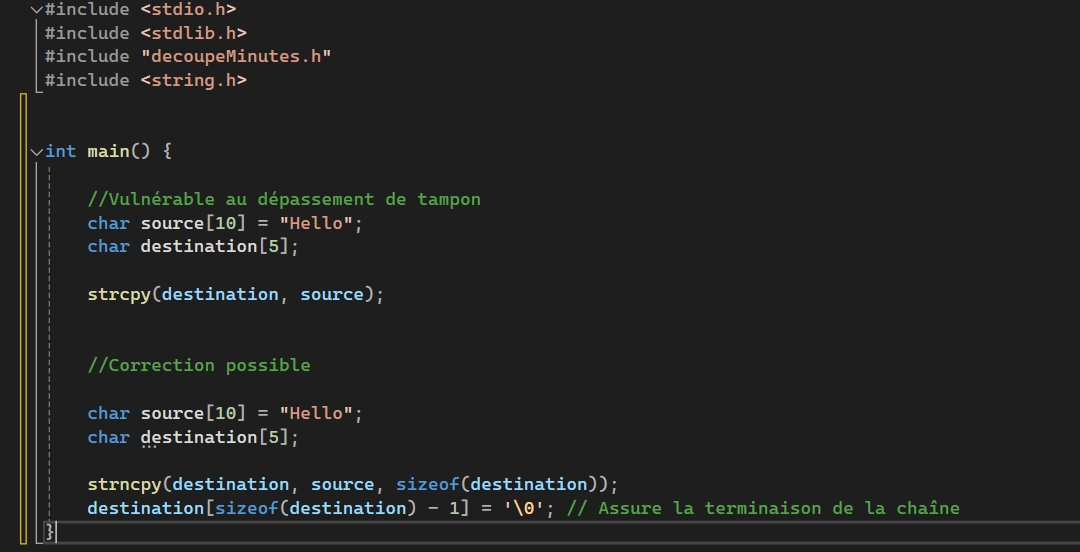 #include <stdio.h>
#include <stdlib.h>
#include "decoupeMinutes.h"
#include <string.h>
int main() {
//Vulnérable au dépassement de tampon
char source[10] = "Hello";
char destination[5];
strcpy(destination, source);
//Correction possible
char source[10] = "Hello";
char destination[5];
strncpy(destination, source, sizeof(destination));
destination[sizeof(destination) - 1] = '\0'; // Assure la terminaison de la chaîne
}